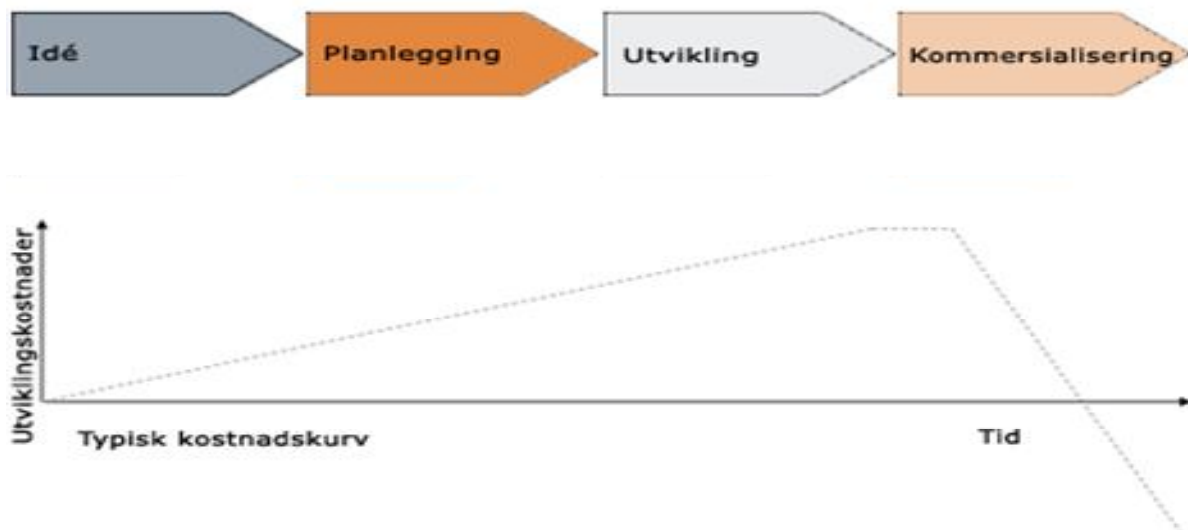 Idé
Planlegging
Utvikling
Kommersialisering
Utviklingskostnader
Typisk kostnadskurv
Tid